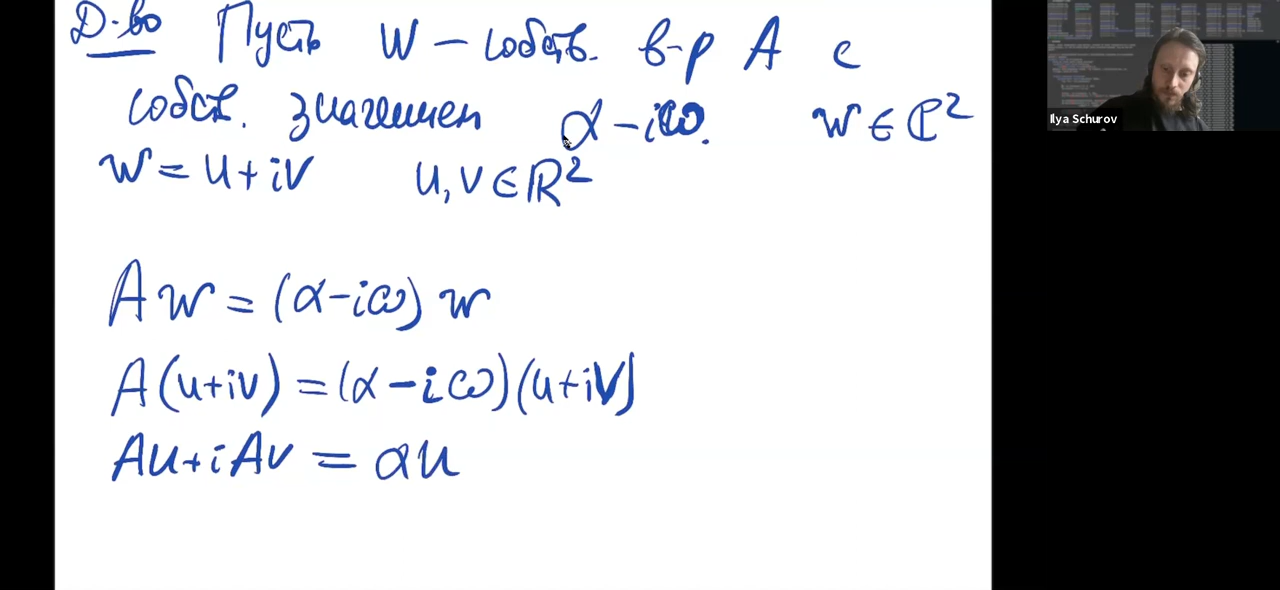 Д-во Пусть w – собств. в-р A с
собств. значением α – iω. w ∈ ℂ²
w = u + iv u, v ∈ ℝ²
Aw = (α – iω) w
A(u+iv) = (α – iω)(u+iv)
Au + iAv = αu
Ilya Schurov